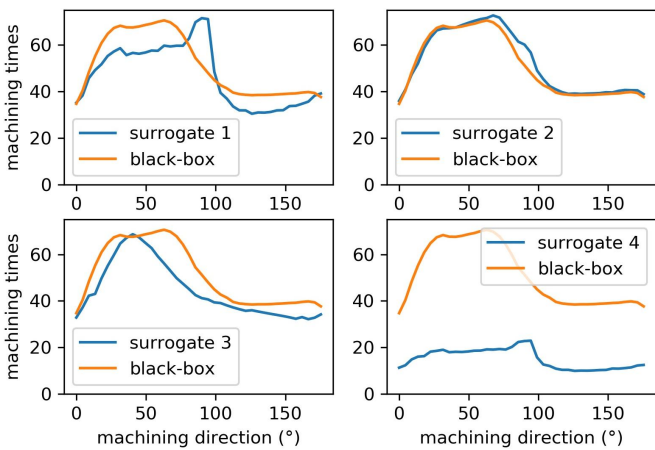 machining times
60
40
20
0
surrogate 1
black-box
0 50 100 150
60
40
20
0
surrogate 2
black-box
0 50 100 150
machining times
60
40
20
0
surrogate 3
black-box
0 50 100 150
machining direction (°)
60
40
20
0
surrogate 4
black-box
0 50 100 150
machining direction (°)